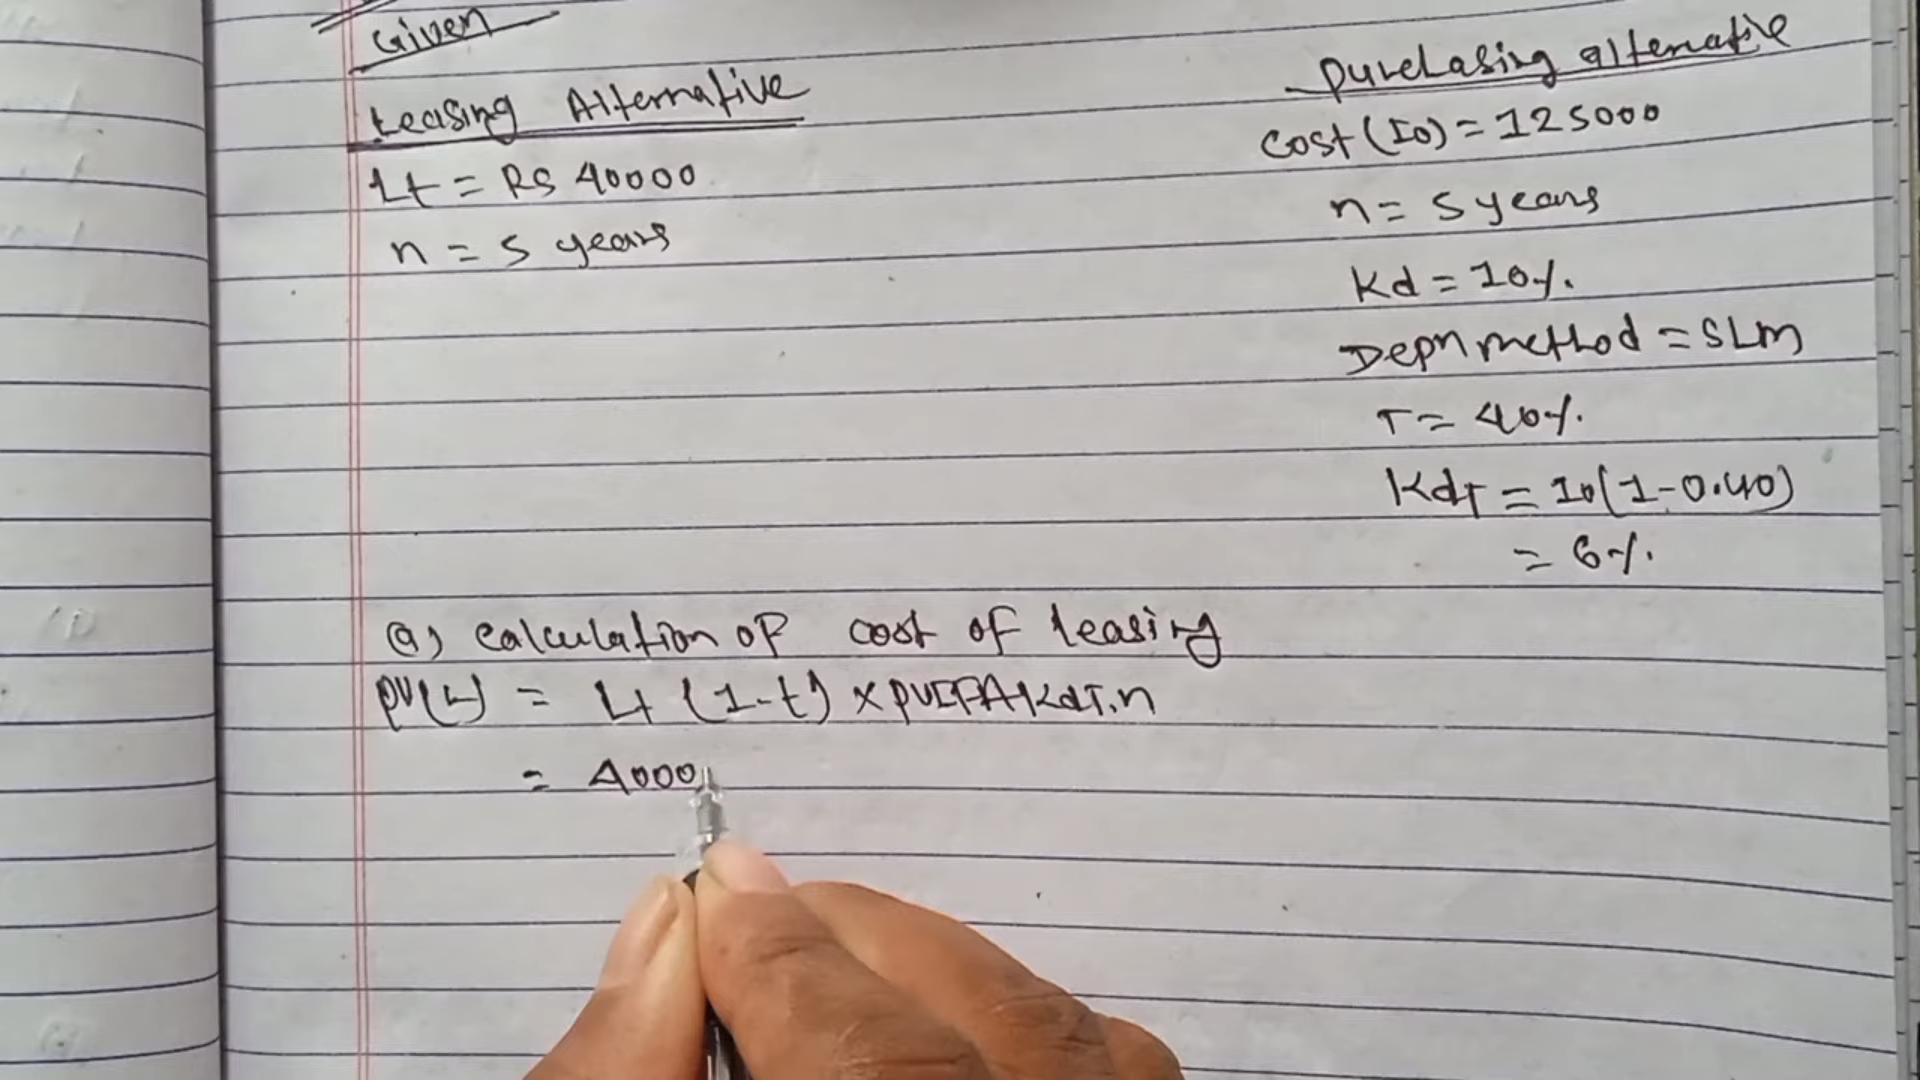 Given
Leasing Alternative
Lt = RS 40000
n = 5 years
purchasing alternatie
Cost (Io) = 125000
n = 5 years
Kd = 10%.
Depn method = SLM
T = 40%.
KdT = 10(1-0.40)
= 6%.
a) calculation of cost of leasing
PV(L) = Lt (1-t) x PVIFAKdT.n
= 4000